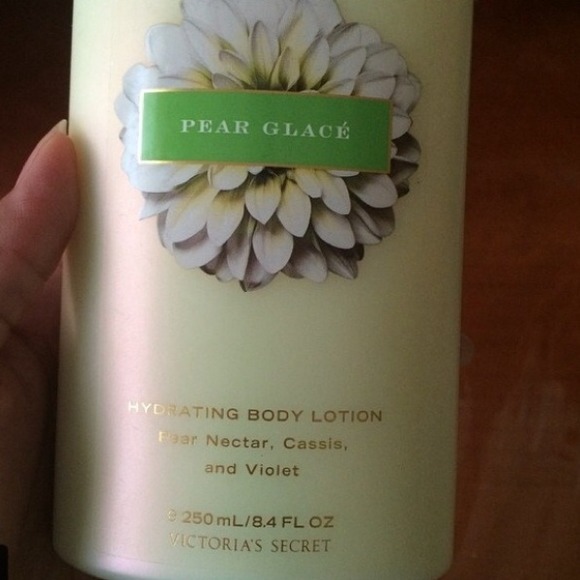 PEAR GLACÉ
HYDRATING BODY LOTION
Pear Nectar, Cassis,
and Violet
℮ 250 mL/8.4 FL OZ
VICTORIA'S SECRET